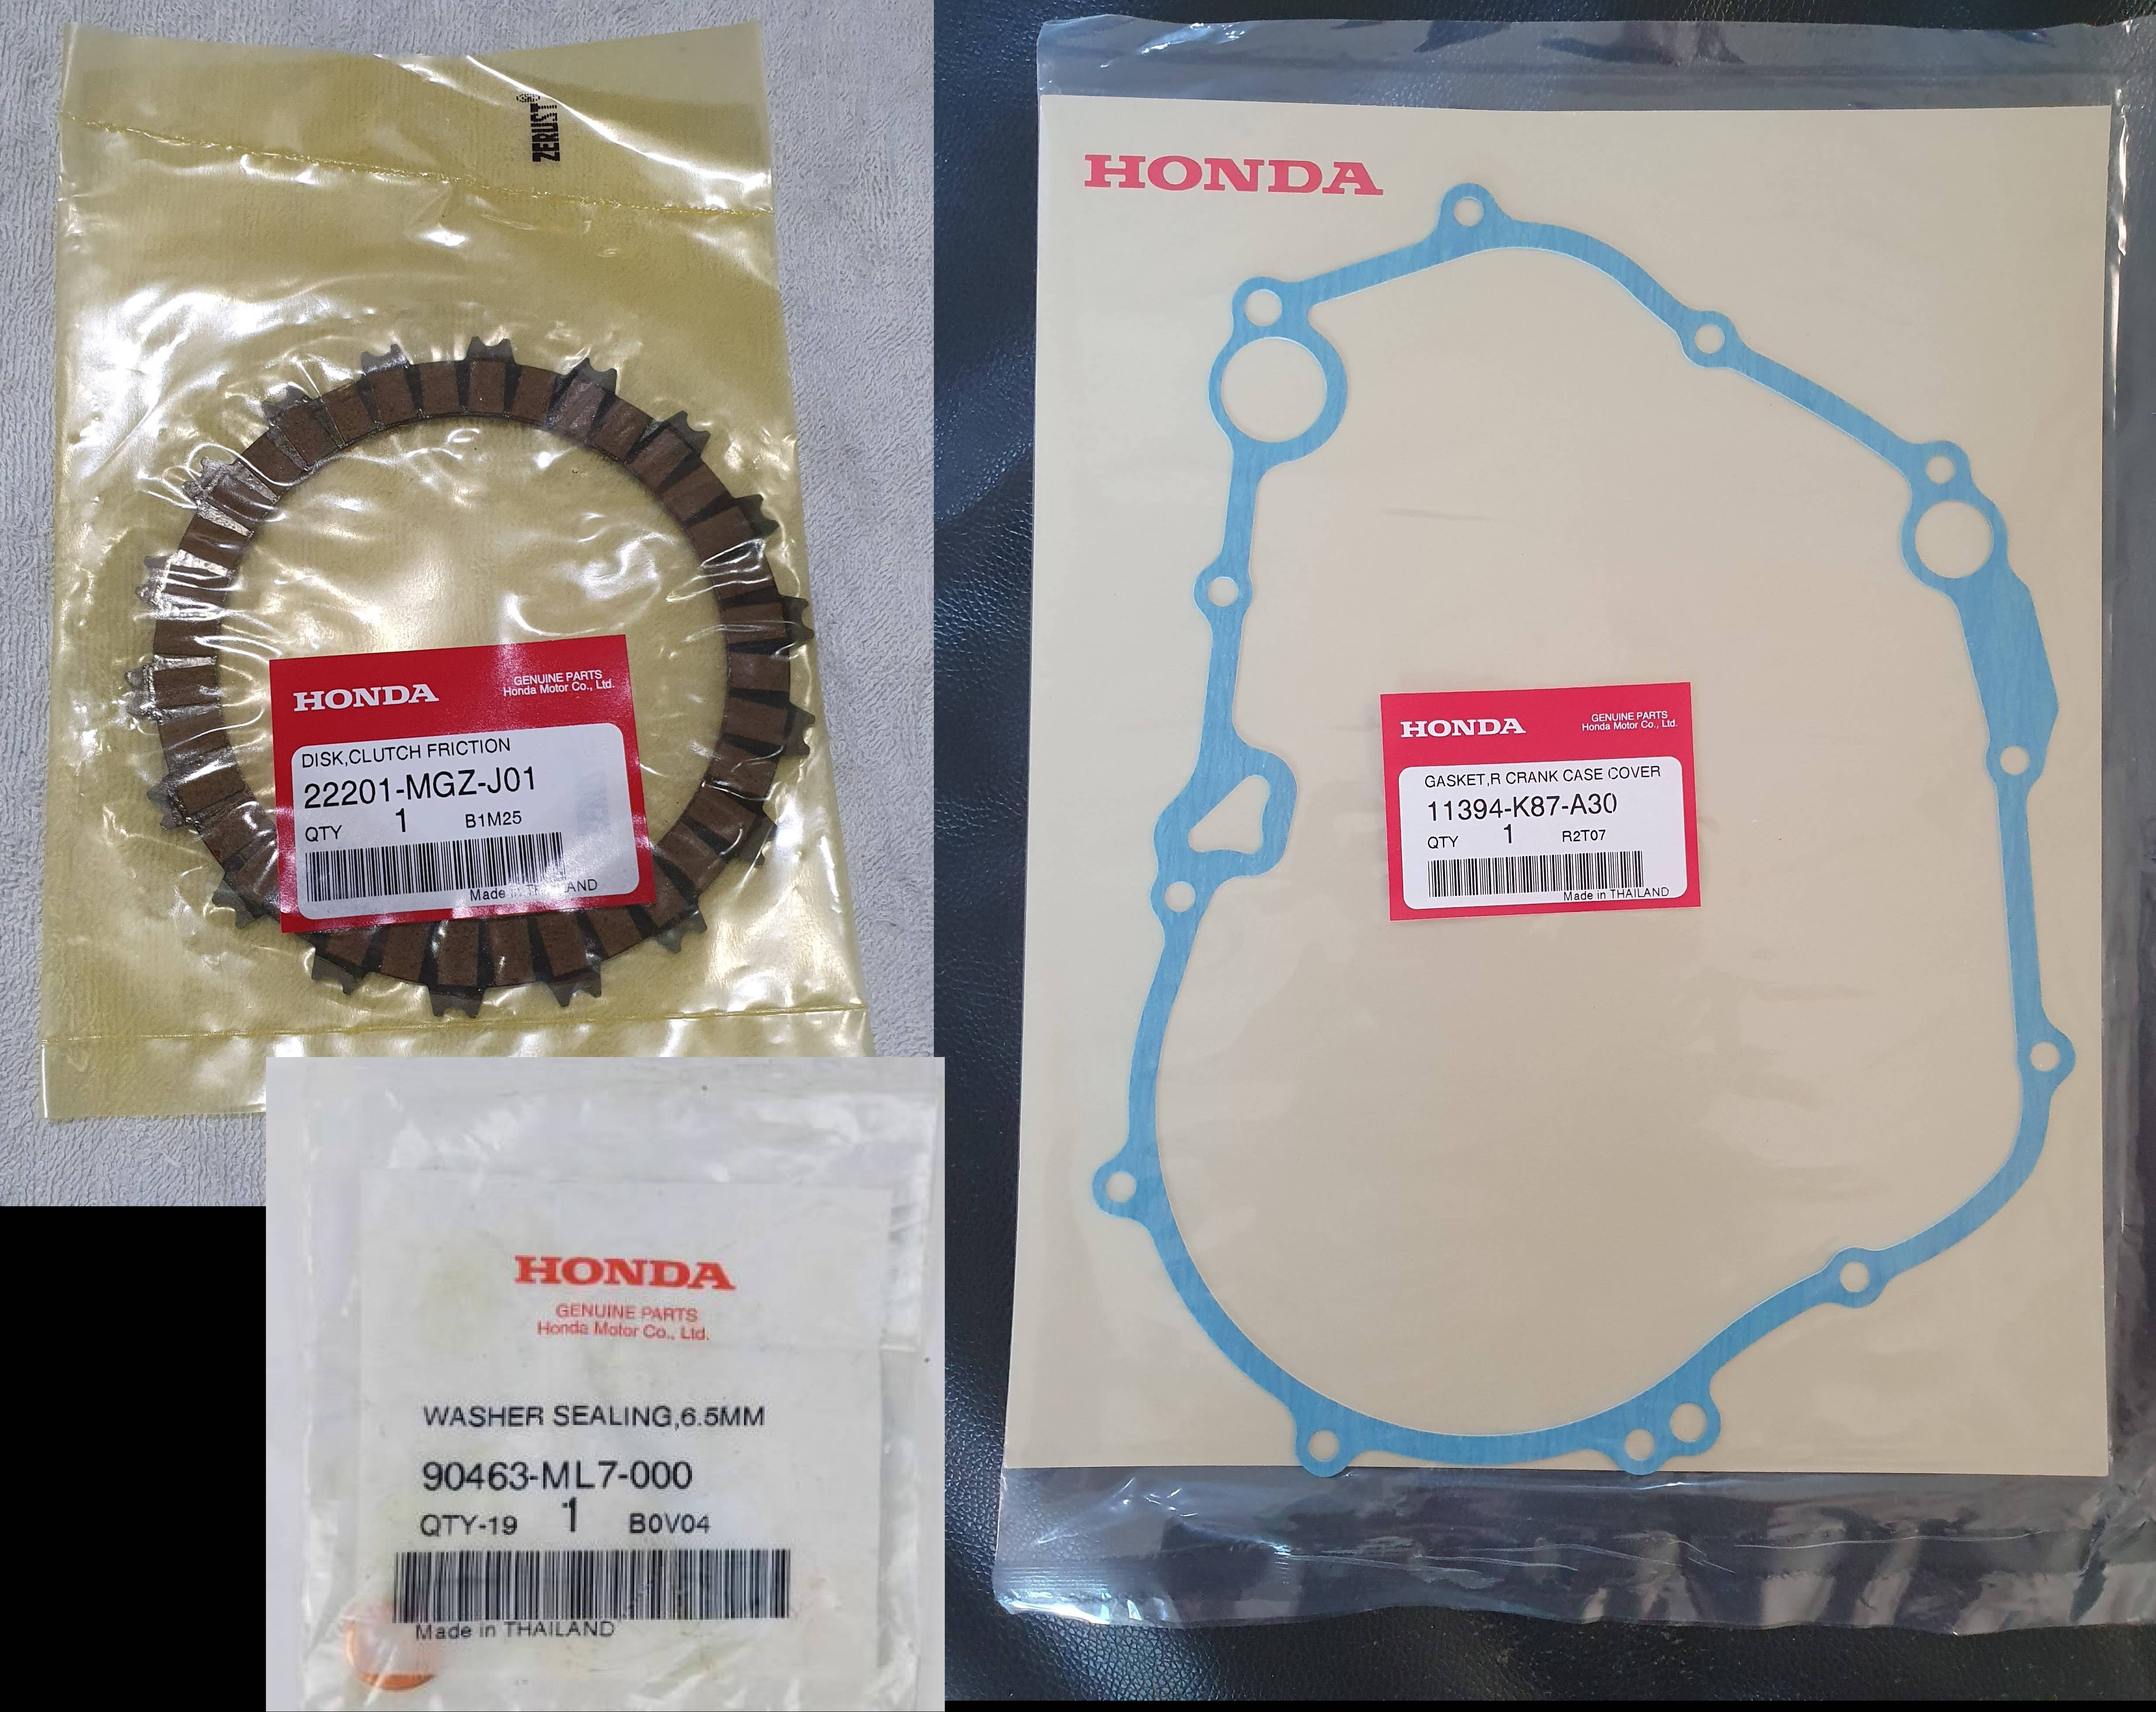 ZERUST
HONDA
GENUINE PARTS
Honda Motor Co., Ltd.
DISK,CLUTCH FRICTION
22201-MGZ-J01
QTY 1 B1M25
Made in THAILAND
HONDA
GENUINE PARTS
Honda Motor Co., Ltd.
WASHER SEALING,6.5MM
90463-ML7-000
QTY-19 1 B0V04
Made in THAILAND
HONDA
HONDA
GENUINE PARTS
Honda Motor Co., Ltd.
GASKET,R CRANK CASE COVER
11394-K87-A30
QTY 1 R2T07
Made in THAILAND